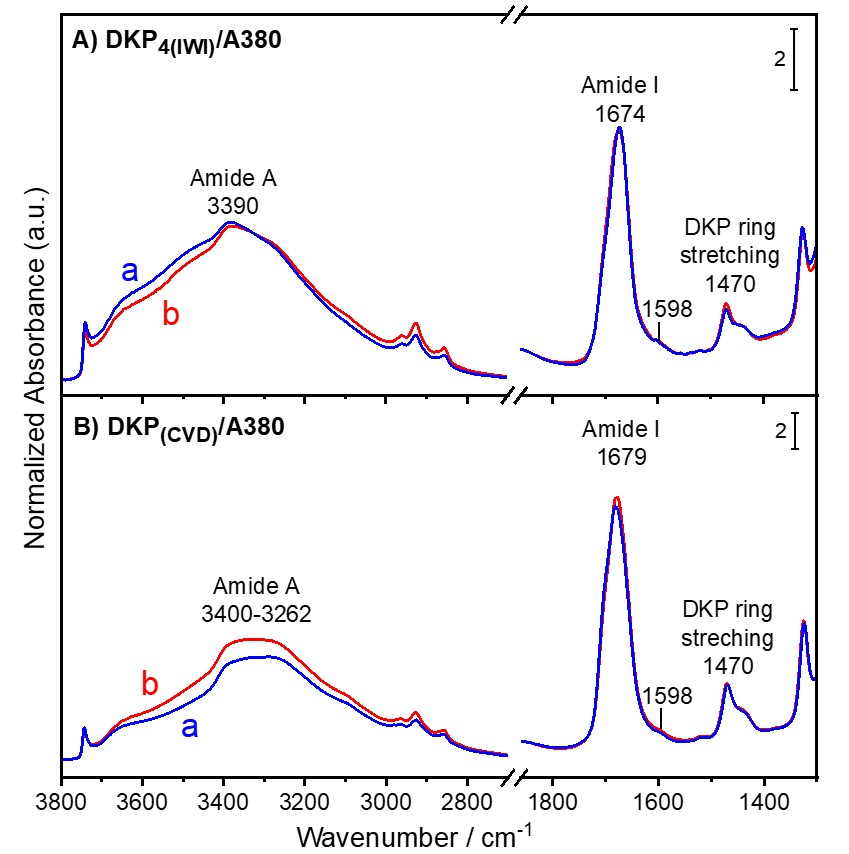 A) DKP4(IWI)/A380
2
Amide I
1674
Amide A
3390
DKP ring
stretching
1470
a
b
1598
B) DKP(CVD)/A380
2
Amide I
1679
Amide A
3400-3262
DKP ring
streching
1470
b
a
1598
Normalized Absorbance (a.u.)
3800 3600 3400 3200 3000 2800 1800 1600 1400
Wavenumber / cm-1